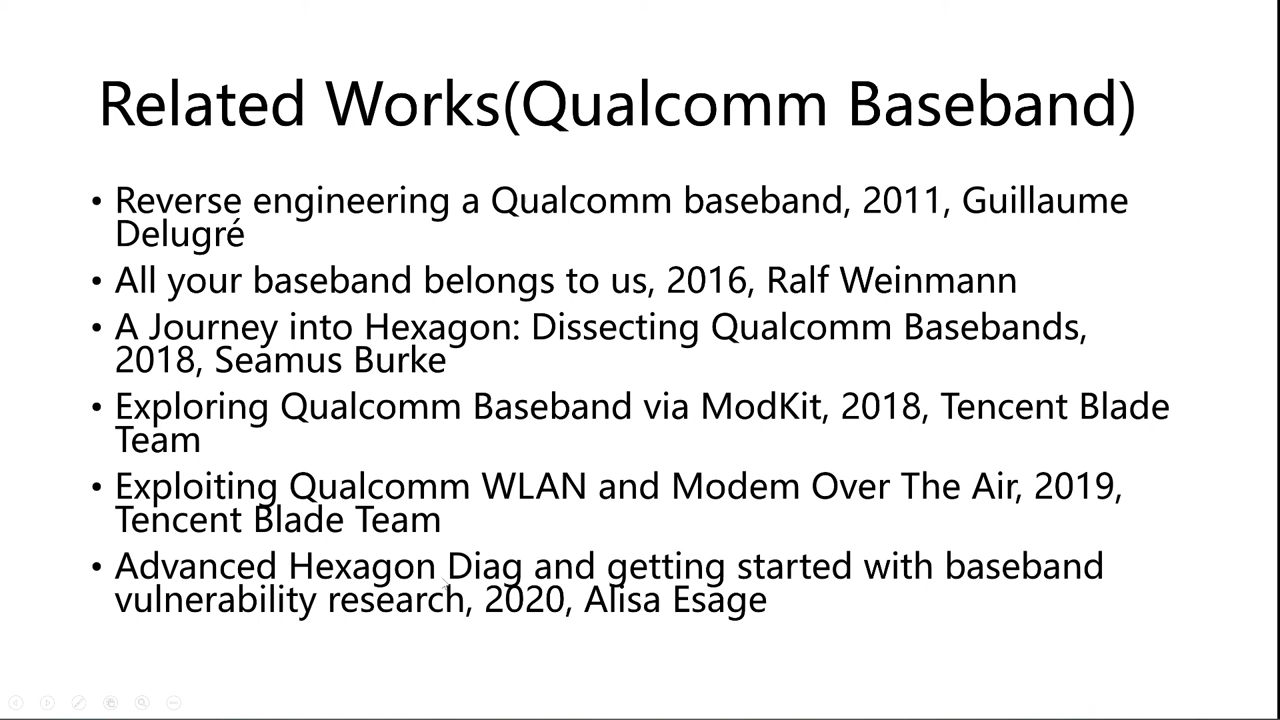 Related Works(Qualcomm Baseband)
• Reverse engineering a Qualcomm baseband, 2011, Guillaume
Delugré
• All your baseband belongs to us, 2016, Ralf Weinmann
• A Journey into Hexagon: Dissecting Qualcomm Basebands,
2018, Seamus Burke
• Exploring Qualcomm Baseband via ModKit, 2018, Tencent Blade
Team
• Exploiting Qualcomm WLAN and Modem Over The Air, 2019,
Tencent Blade Team
• Advanced Hexagon Diag and getting started with baseband
vulnerability research, 2020, Alisa Esage